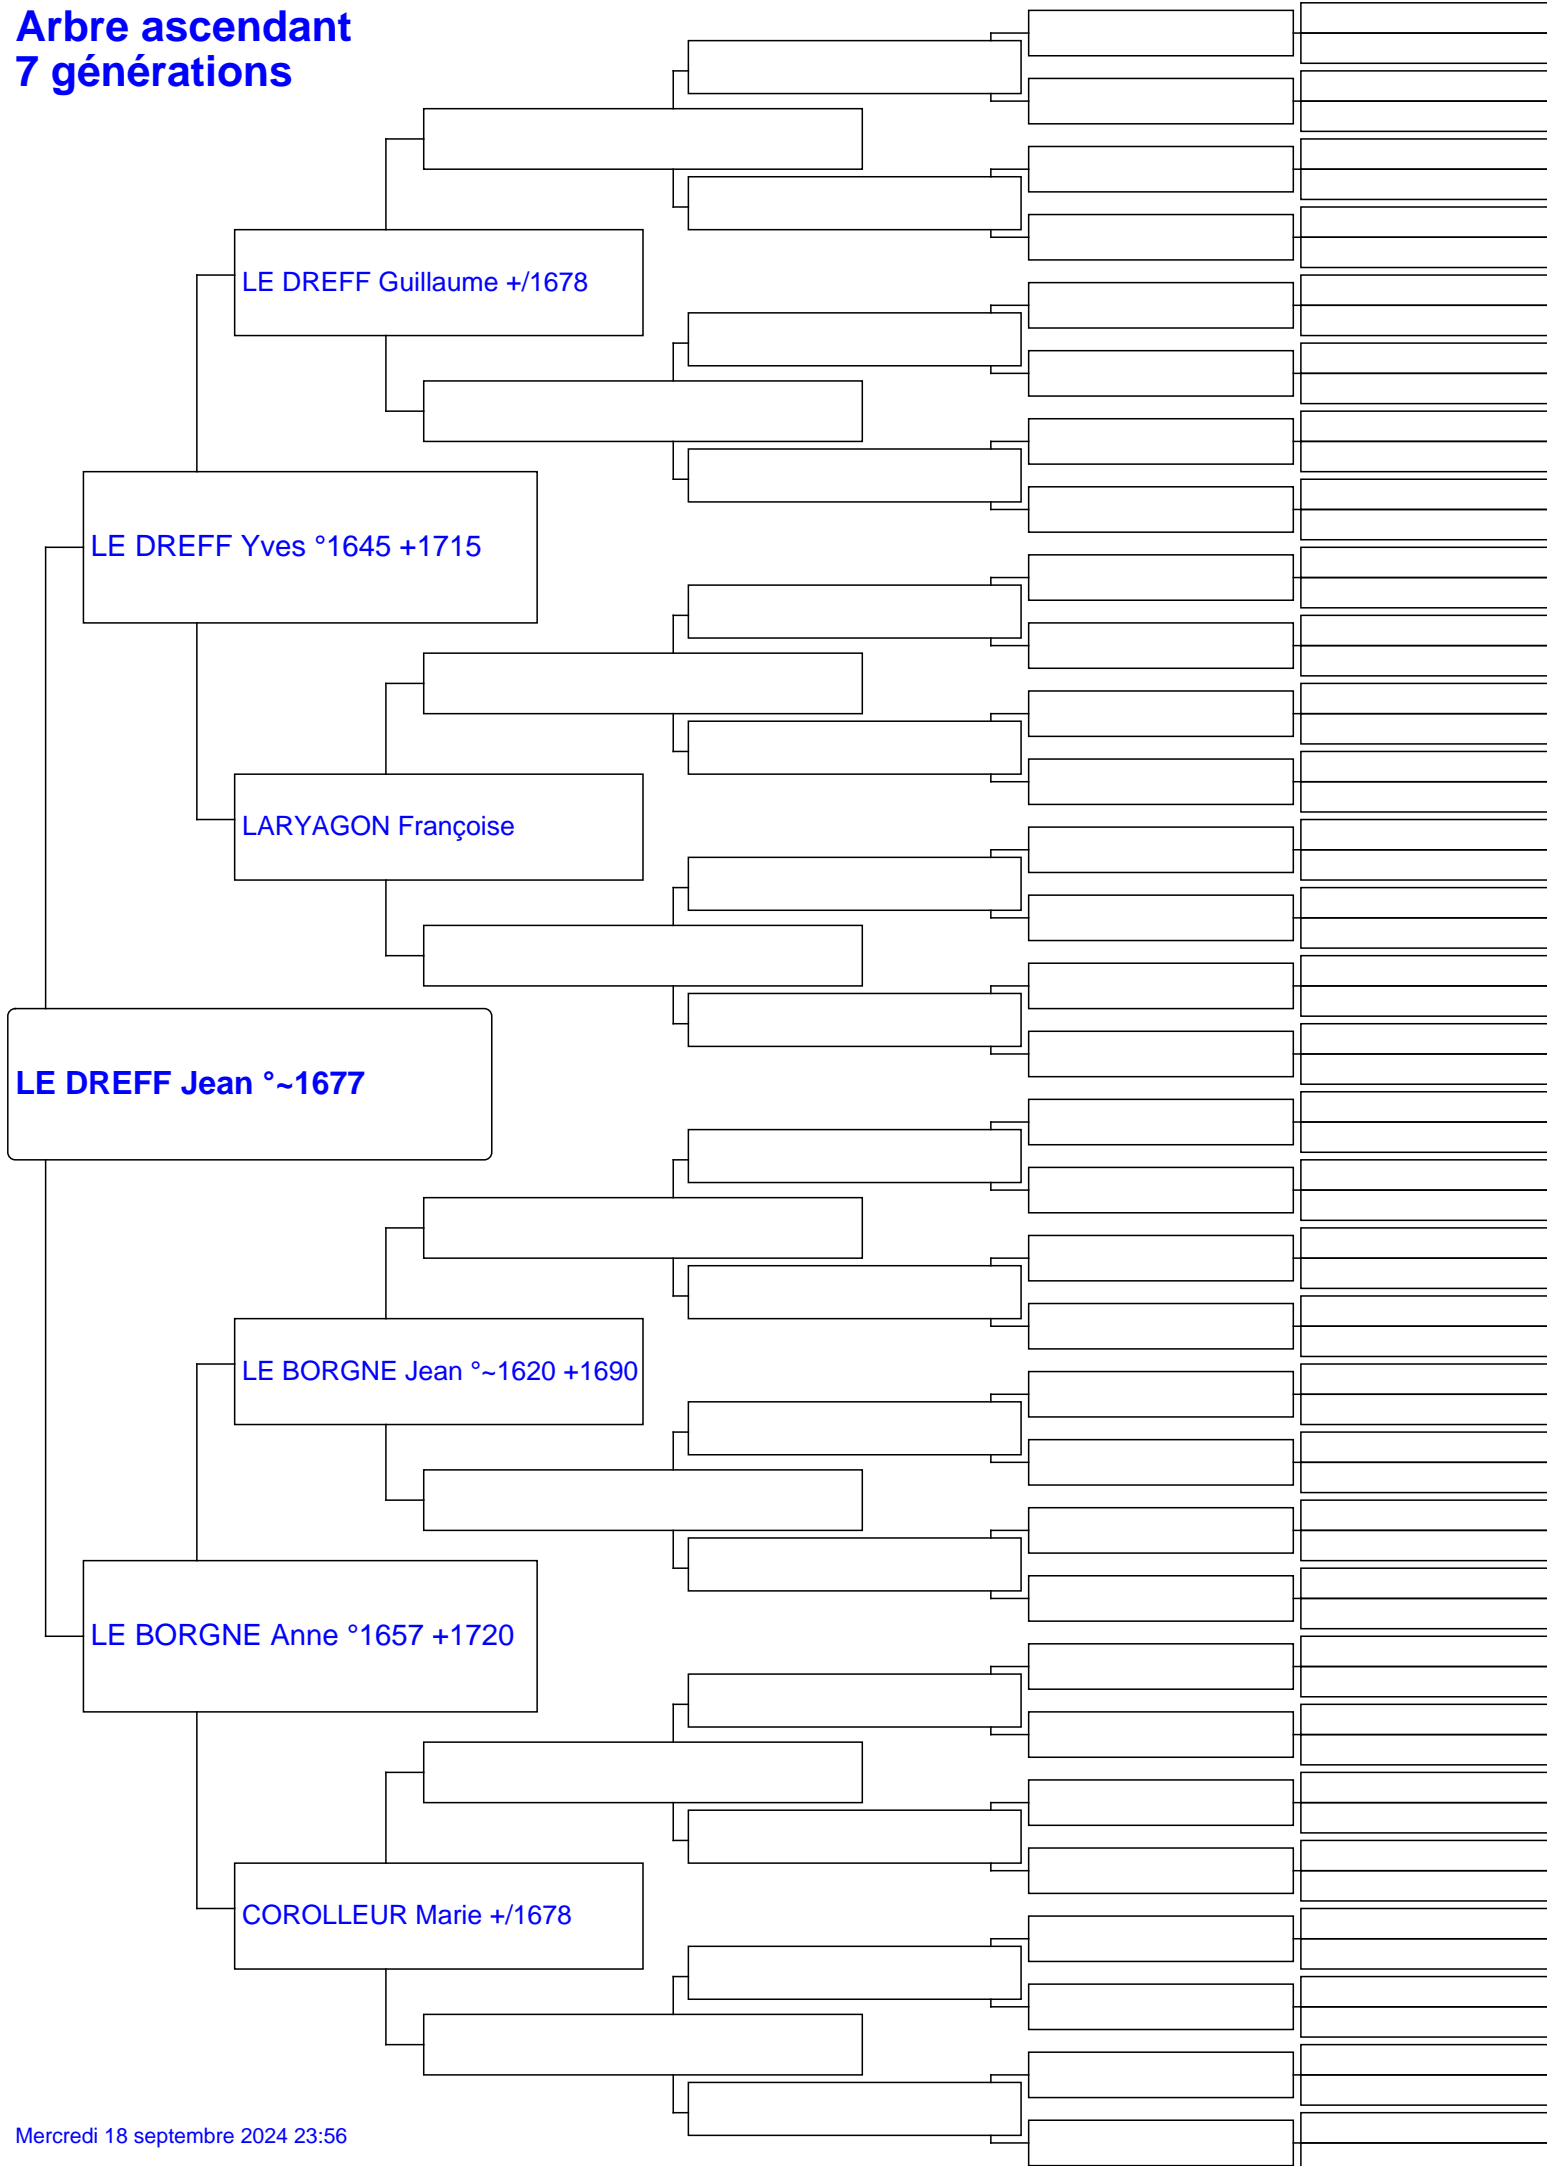 Arbre ascendant
7 générations
LE DREFF Guillaume +/1678
LE DREFF Yves °1645 +1715
LARYAGON Françoise
LE DREFF Jean °~1677
LE BORGNE Jean °~1620 +1690
LE BORGNE Anne °1657 +1720
COROLLEUR Marie +/1678
Mercredi 18 septembre 2024 23:56